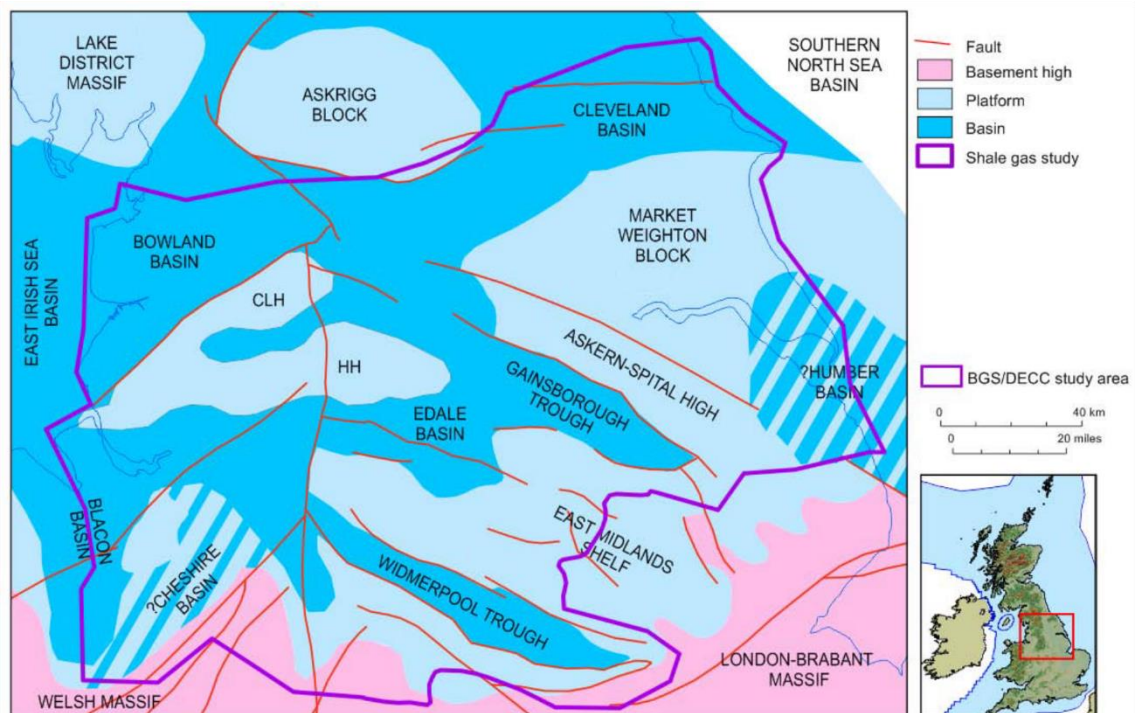 LAKE
DISTRICT
MASSIF
ASKRIGG
BLOCK
CLEVELAND
BASIN
SOUTHERN
NORTH SEA
BASIN
Fault
Basement high
Platform
Basin
Shale gas study
EAST IRISH SEA
BASIN
BOWLAND
BASIN
MARKET
WEIGHTON
BLOCK
CLH
HH
ASKERN-SPITAL HIGH
GAINSBOROUGH
TROUGH
?HUMBER
BASIN
EDALE
BASIN
BGS/DECC study area
0 40 km
0 20 miles
BLACON
BASIN
?CHESHIRE
BASIN
EAST MIDLANDS
SHELF
WIDMERPOOL TROUGH
LONDON-BRABANT
MASSIF
WELSH MASSIF